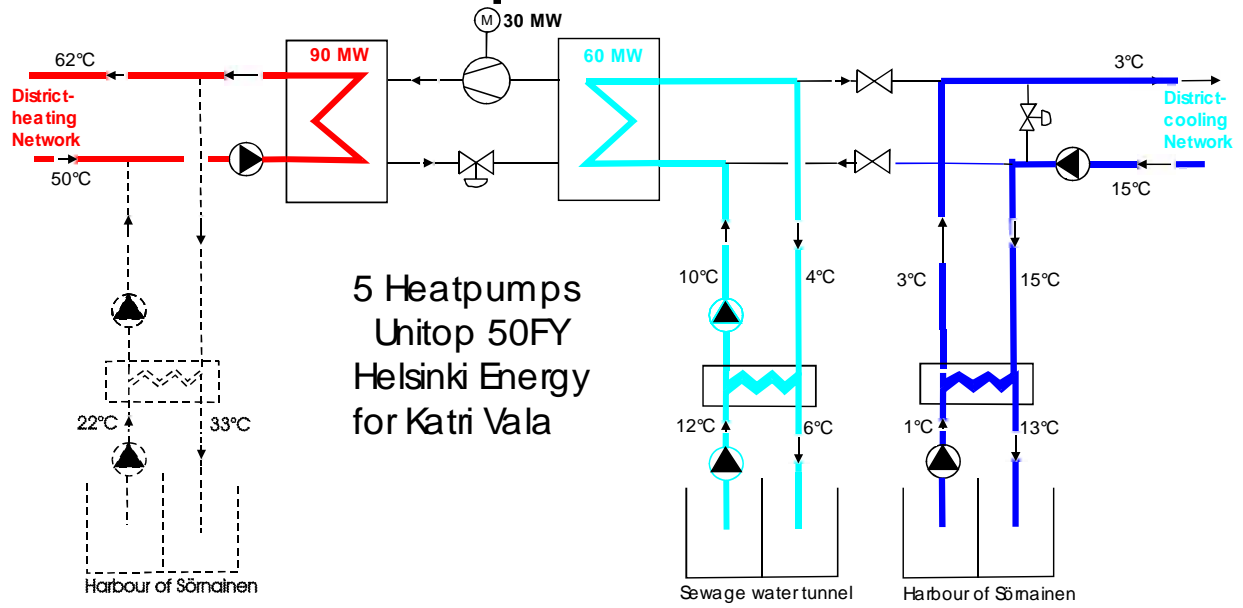 M 30 MW
90 MW
60 MW
62°C
3°C
District-
heating
Network
District-
cooling
Network
50°C
15°C
5 Heatpumps
Unitop 50FY
Helsinki Energy
for Katri Vala
10°C
4°C
3°C
15°C
22°C
33°C
12°C
6°C
1°C
13°C
Harbour of Sörnainen
Sewage water tunnel
Harbour of Sörnainen